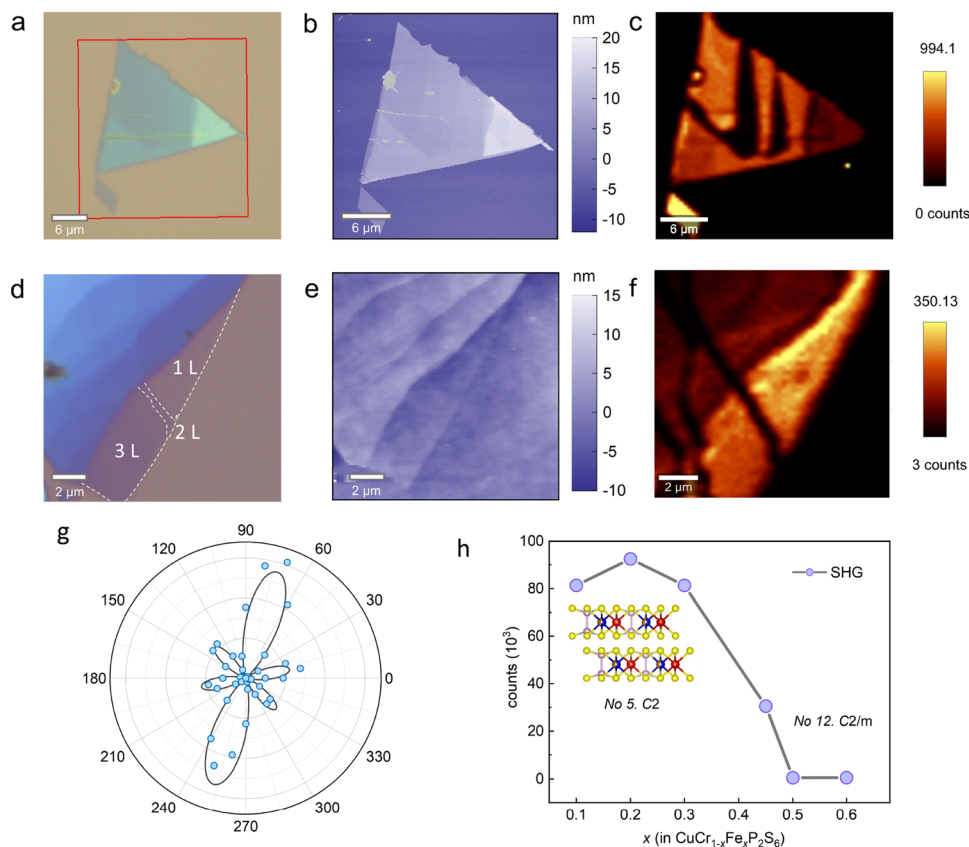 a
6 µm
b
6 µm
nm
20
15
10
5
0
-5
-10
c
6 µm
994.1
0 counts
d
1 L
2 L
3 L
2 µm
e
2 µm
nm
15
10
5
0
-5
-10
f
2 µm
350.13
3 counts
g
90
120
60
150
30
180
0
210
330
240
300
270
h
100
80
60
40
20
0
counts (10³)
SHG
No 5. C2
No 12. C2/m
0.1 0.2 0.3 0.4 0.5 0.6
x (in CuCr₁₋ₓFeₓP₂S₆)